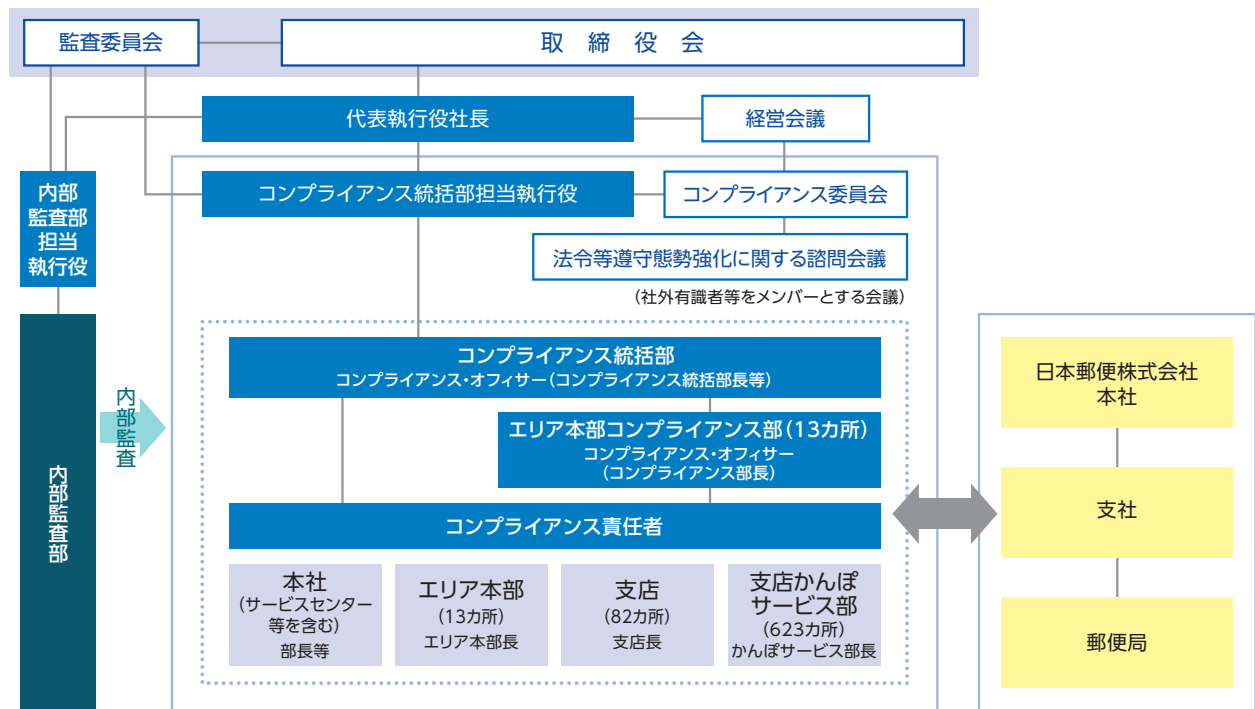 監査委員会
取締役会
代表執行役社長
経営会議
内部
監査部
担当
執行役
コンプライアンス統括部担当執行役
コンプライアンス委員会
法令等遵守態勢強化に関する諮問会議
（社外有識者等をメンバーとする会議）
内部監査部
内部監査
コンプライアンス統括部
コンプライアンス・オフィサー（コンプライアンス統括部長等）
エリア本部コンプライアンス部（13カ所）
コンプライアンス・オフィサー
（コンプライアンス部長）
コンプライアンス責任者
本社
（サービスセンター
等を含む）
部長等
エリア本部
（13カ所）
エリア本部長
支店
（82カ所）
支店長
支店かんぽ
サービス部
（623カ所）
かんぽサービス部長
日本郵便株式会社
本社
支社
郵便局